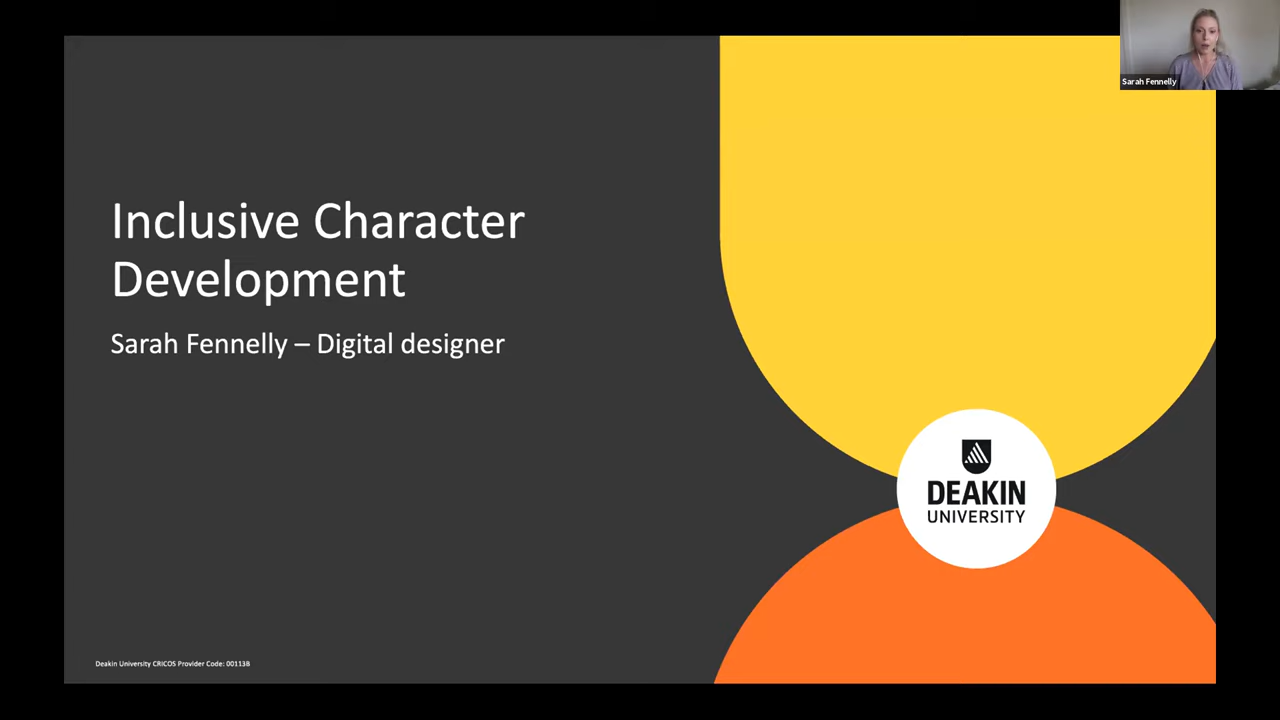 Sarah Fennelly
Inclusive Character
Development
Sarah Fennelly – Digital designer
DEAKIN
UNIVERSITY
Deakin University CRICOS Provider Code: 00113B